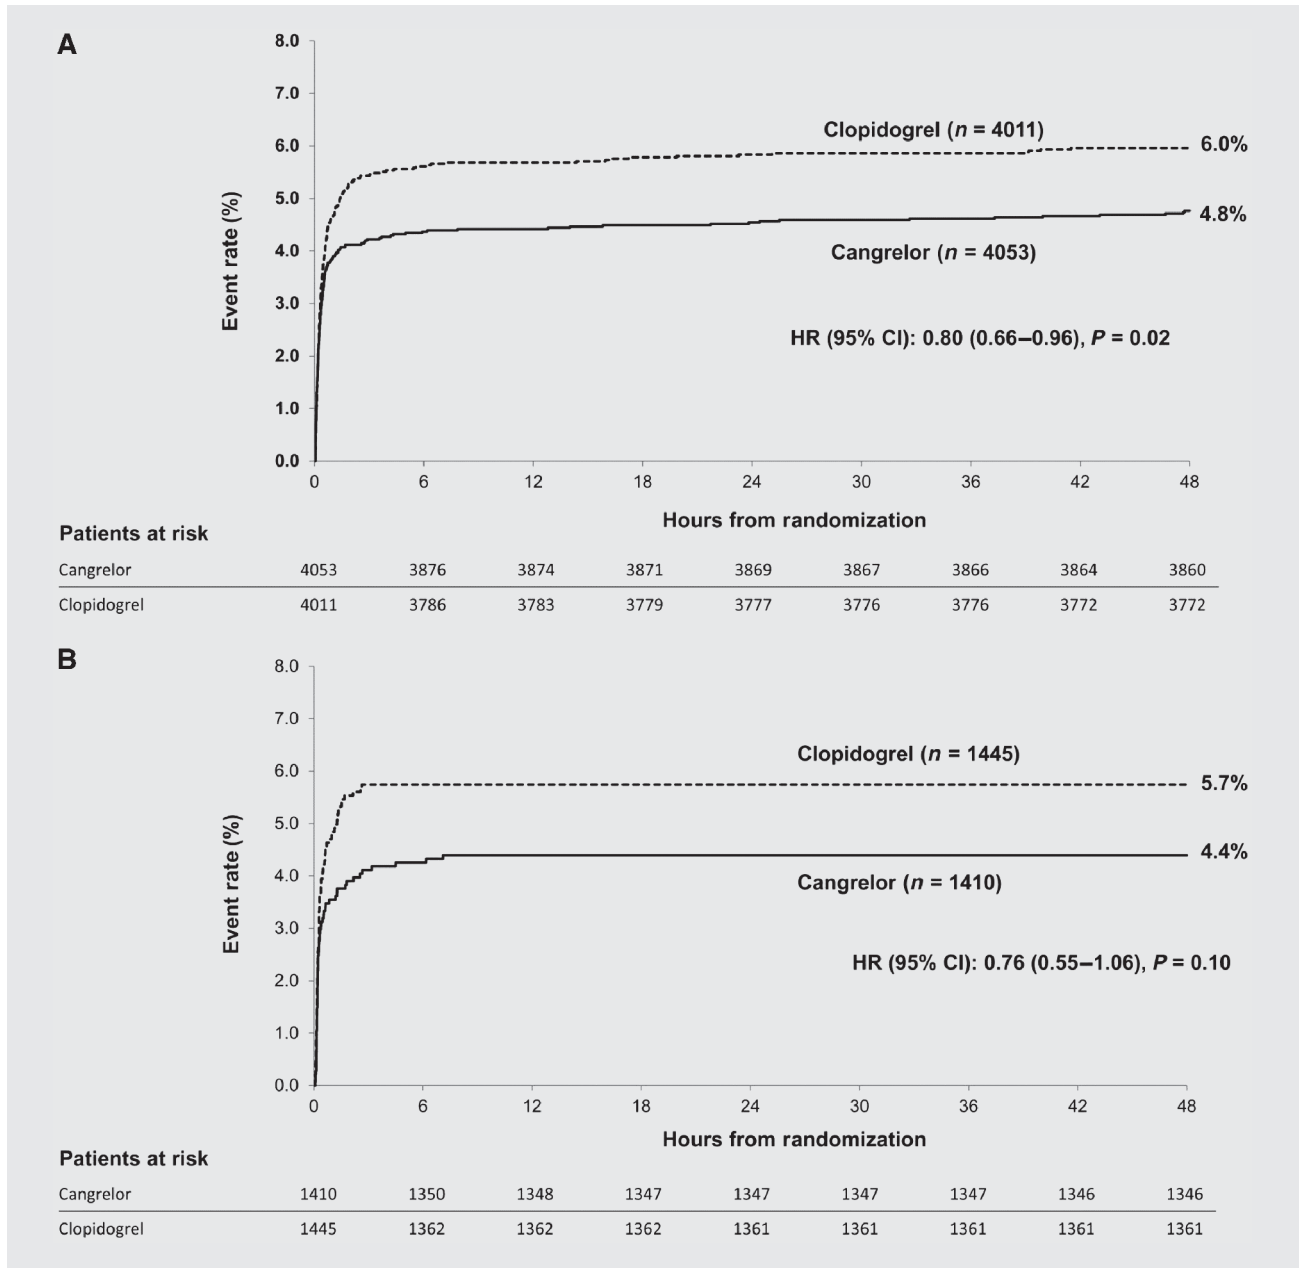 A
8.0
7.0
6.0
5.0
4.0
3.0
2.0
1.0
0.0
Event rate (%)
Clopidogrel (n = 4011)
6.0%
4.8%
Cangrelor (n = 4053)
HR (95% CI): 0.80 (0.66–0.96), P = 0.02
0 6 12 18 24 30 36 42 48
Hours from randomization
Patients at risk
Cangrelor 4053 3876 3874 3871 3869 3867 3866 3864 3860
Clopidogrel 4011 3786 3783 3779 3777 3776 3776 3772 3772
B
8.0
7.0
6.0
5.0
4.0
3.0
2.0
1.0
0.0
Event rate (%)
Clopidogrel (n = 1445)
5.7%
4.4%
Cangrelor (n = 1410)
HR (95% CI): 0.76 (0.55–1.06), P = 0.10
0 6 12 18 24 30 36 42 48
Hours from randomization
Patients at risk
Cangrelor 1410 1350 1348 1347 1347 1347 1347 1346 1346
Clopidogrel 1445 1362 1362 1362 1361 1361 1361 1361 1361